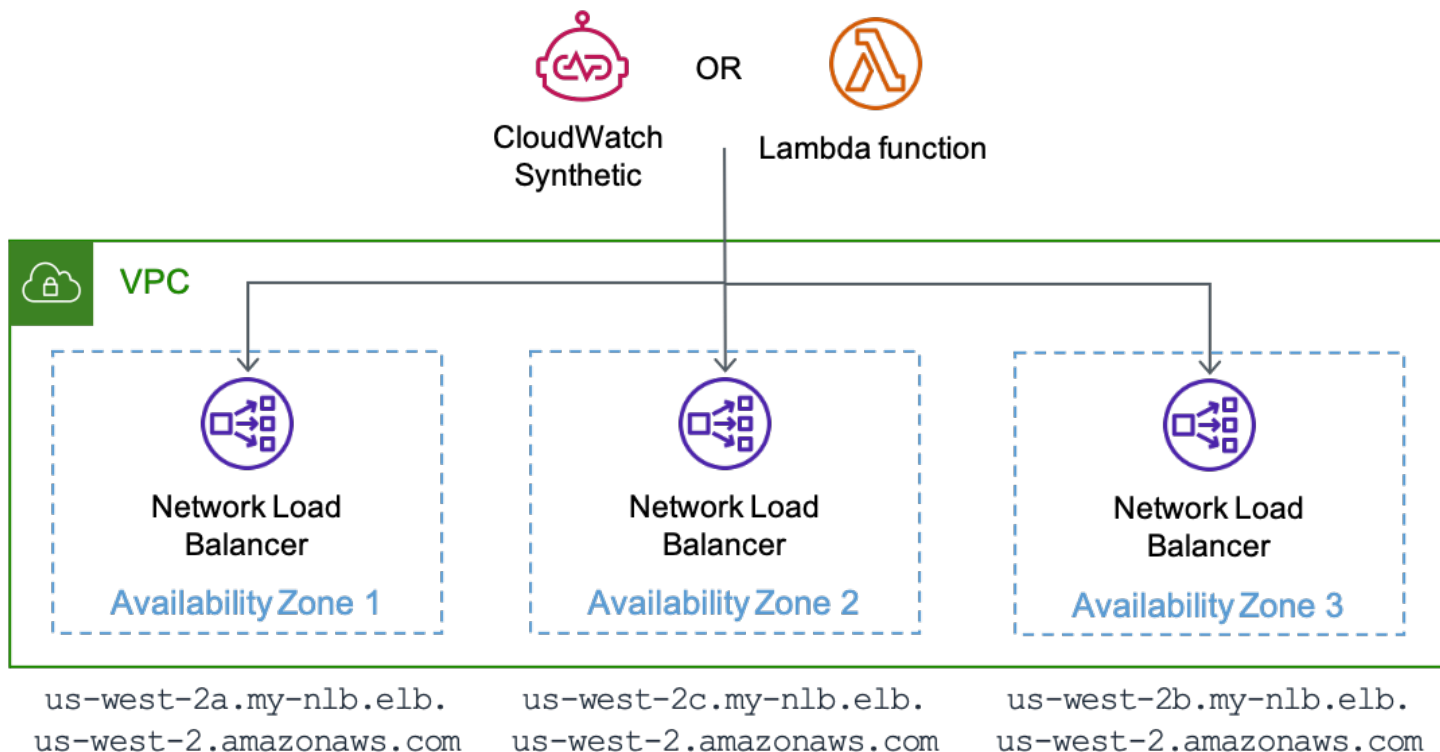 OR
CloudWatch
Synthetic
Lambda function
VPC
Network Load
Balancer
Availability Zone 1
Network Load
Balancer
Availability Zone 2
Network Load
Balancer
Availability Zone 3
us-west-2a.my-nlb.elb.
us-west-2.amazonaws.com
us-west-2c.my-nlb.elb.
us-west-2.amazonaws.com
us-west-2b.my-nlb.elb.
us-west-2.amazonaws.com